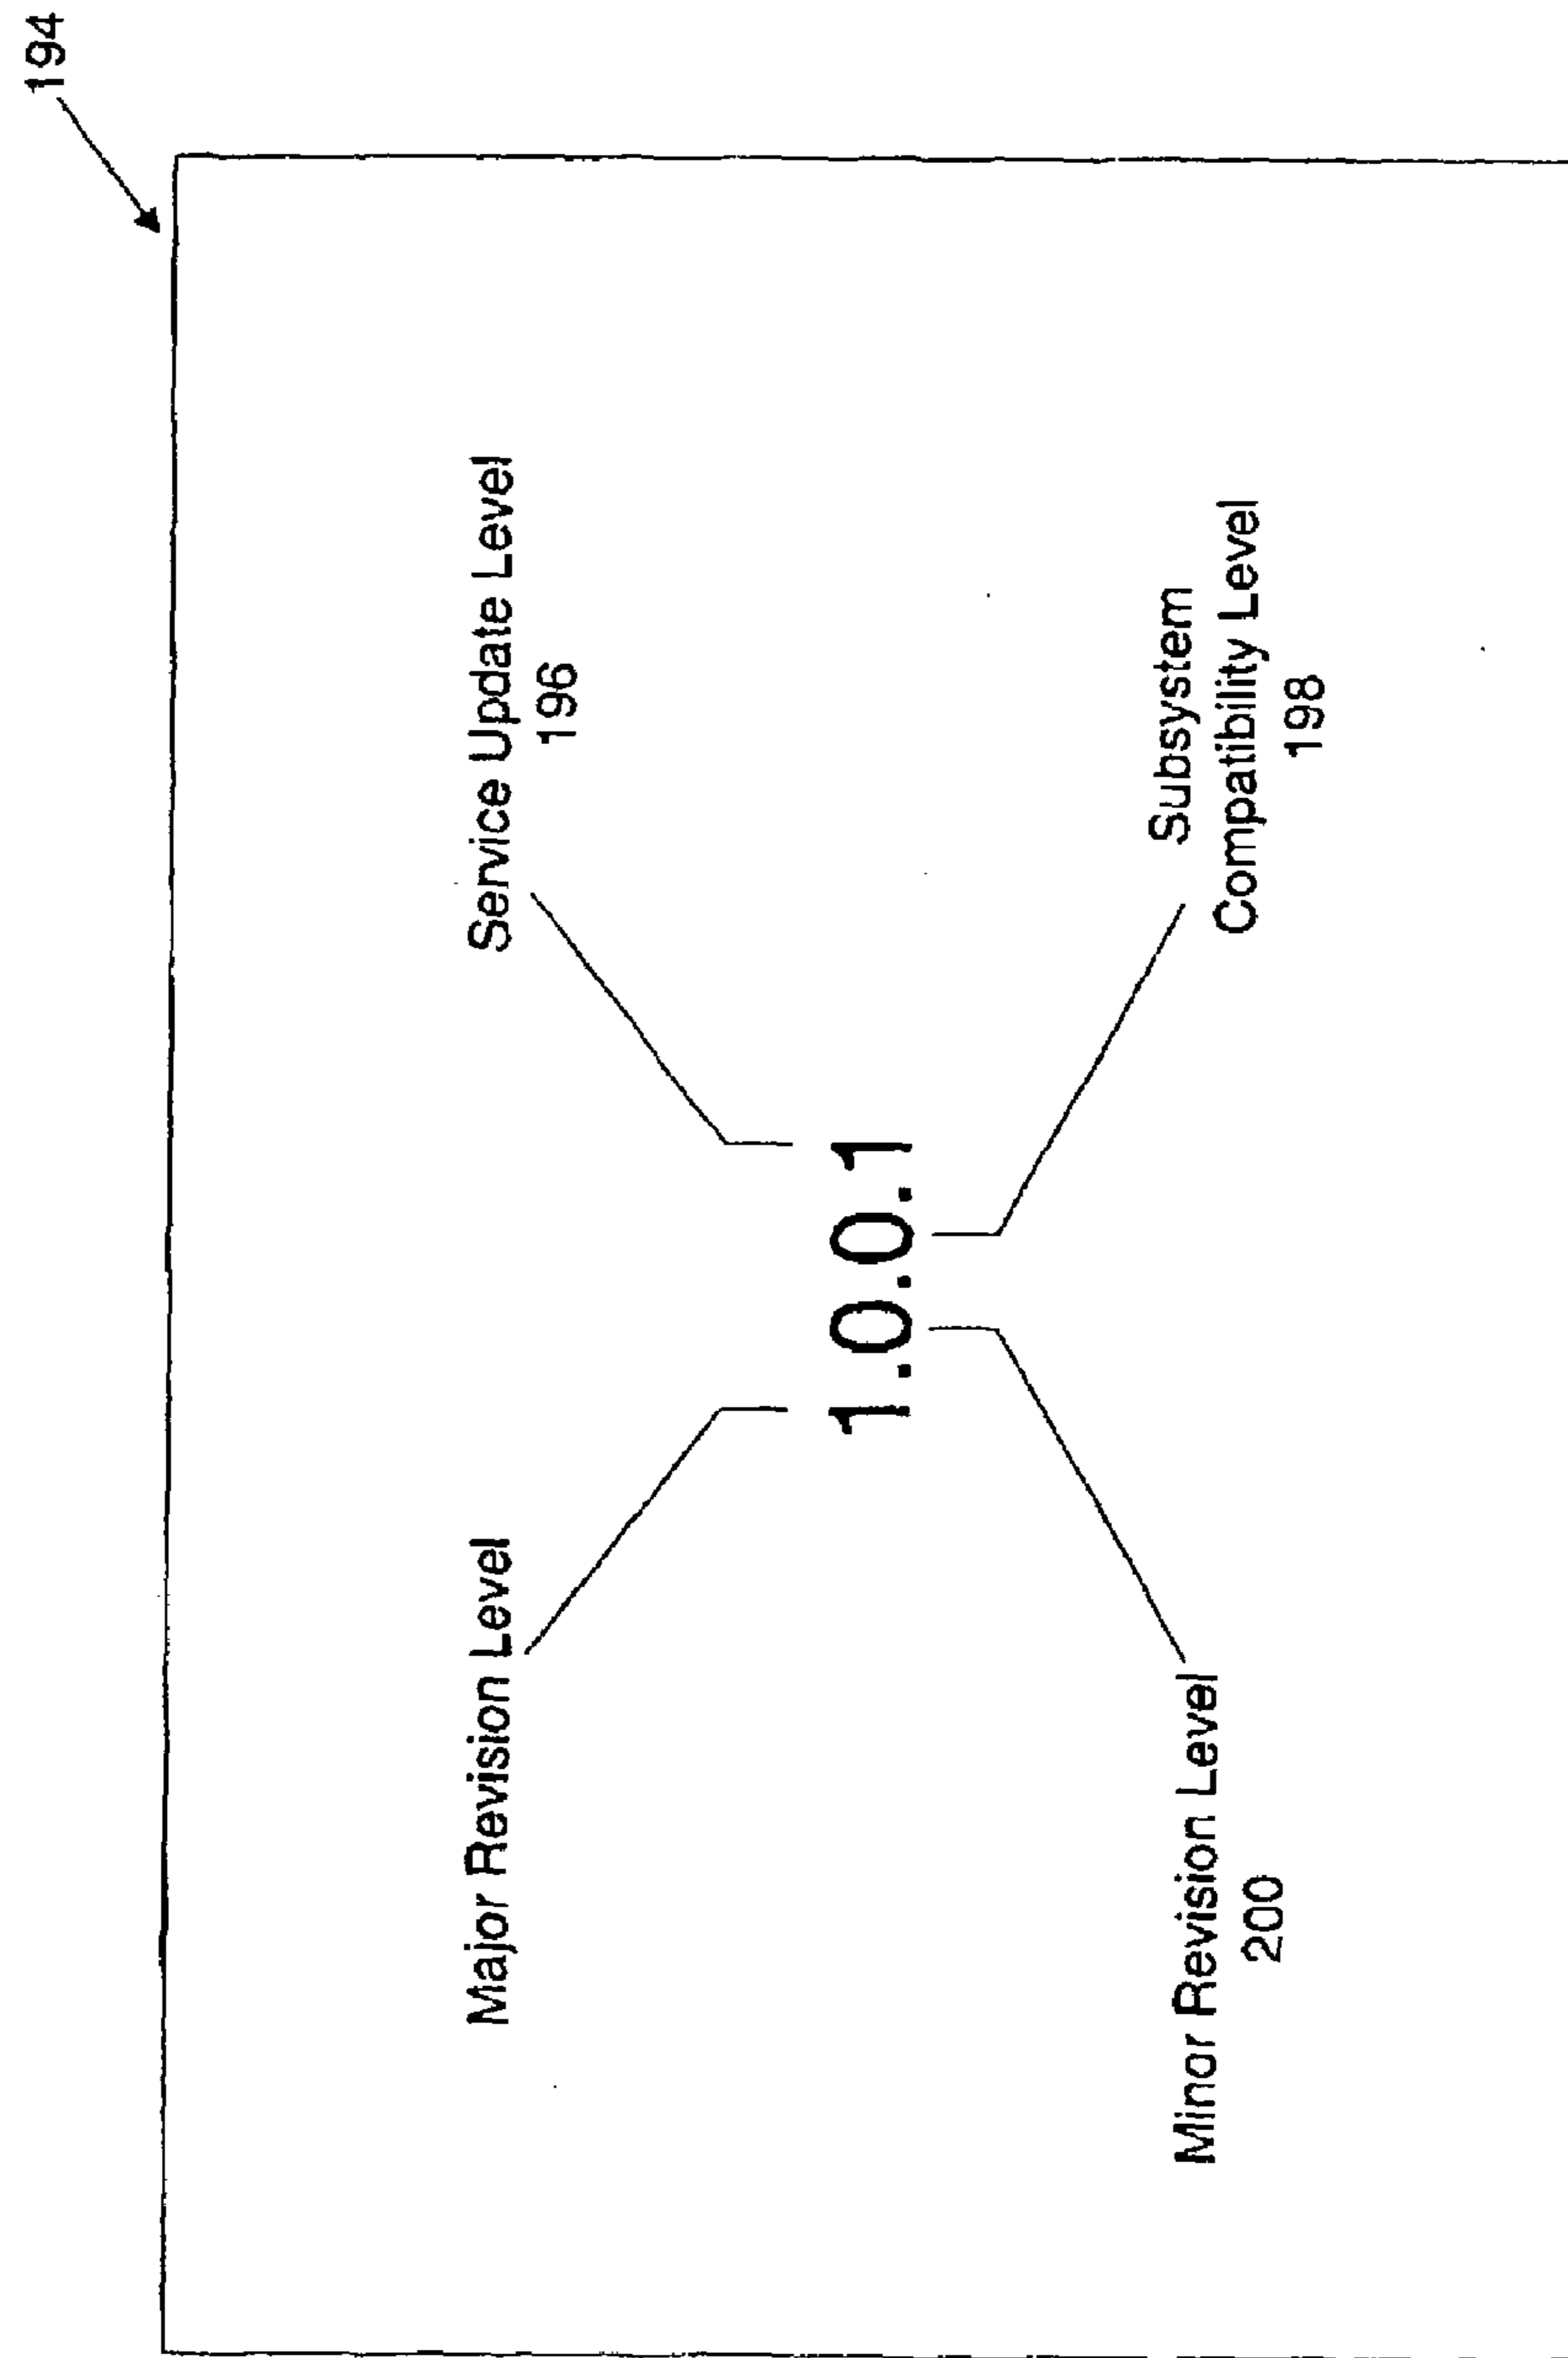 194
Major Revision Level
Service Update Level
196
1.0.0.1
Minor Revision Level
200
Subsystem
Compatibility Level
198